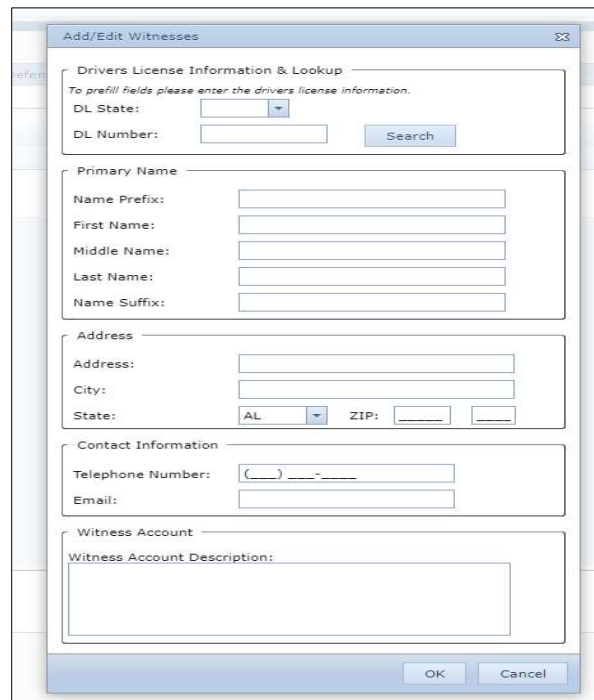 Add/Edit Witnesses
Drivers License Information & Lookup
To prefill fields please enter the drivers license information.
DL State:
DL Number:
Search
Primary Name
Name Prefix:
First Name:
Middle Name:
Last Name:
Name Suffix:
Address
Address:
City:
State: AL ZIP: _____ ____
Contact Information
Telephone Number: (___) ___-____
Email:
Witness Account
Witness Account Description:
OK Cancel